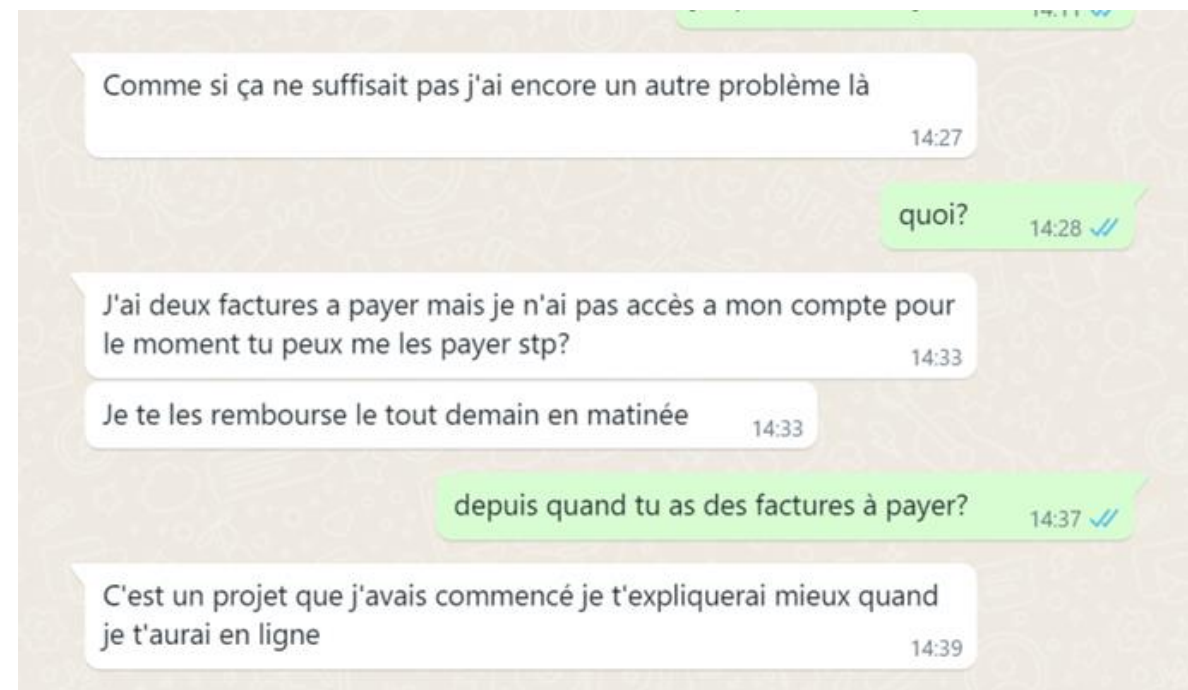 14:11
Comme si ça ne suffisait pas j'ai encore un autre problème là
14:27
quoi?
14:28
J'ai deux factures a payer mais je n'ai pas accès a mon compte pour
le moment tu peux me les payer stp?
14:33
Je te les rembourse le tout demain en matinée
14:33
depuis quand tu as des factures à payer?
14:37
C'est un projet que j'avais commencé je t'expliquerai mieux quand
je t'aurai en ligne
14:39